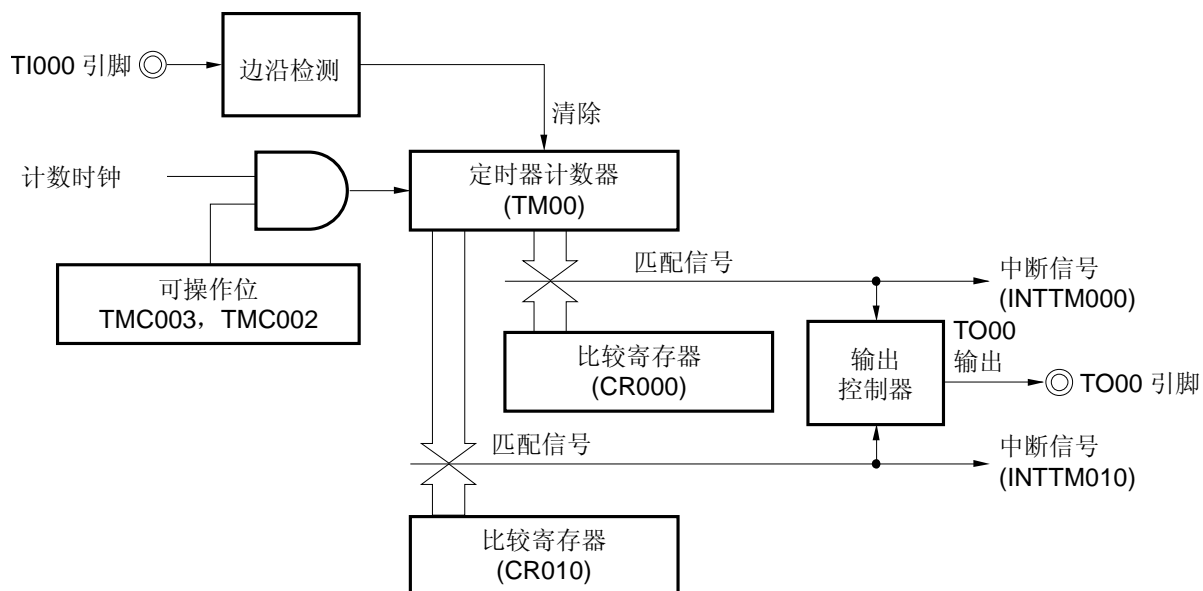 TI000 引脚
边沿检测
清除
计数时钟
定时器计数器
(TM00)
可操作位
TMC003，TMC002
匹配信号
中断信号
(INTTM000)
比较寄存器
(CR000)
输出
控制器
TO00
输出
TO00 引脚
匹配信号
中断信号
(INTTM010)
比较寄存器
(CR010)